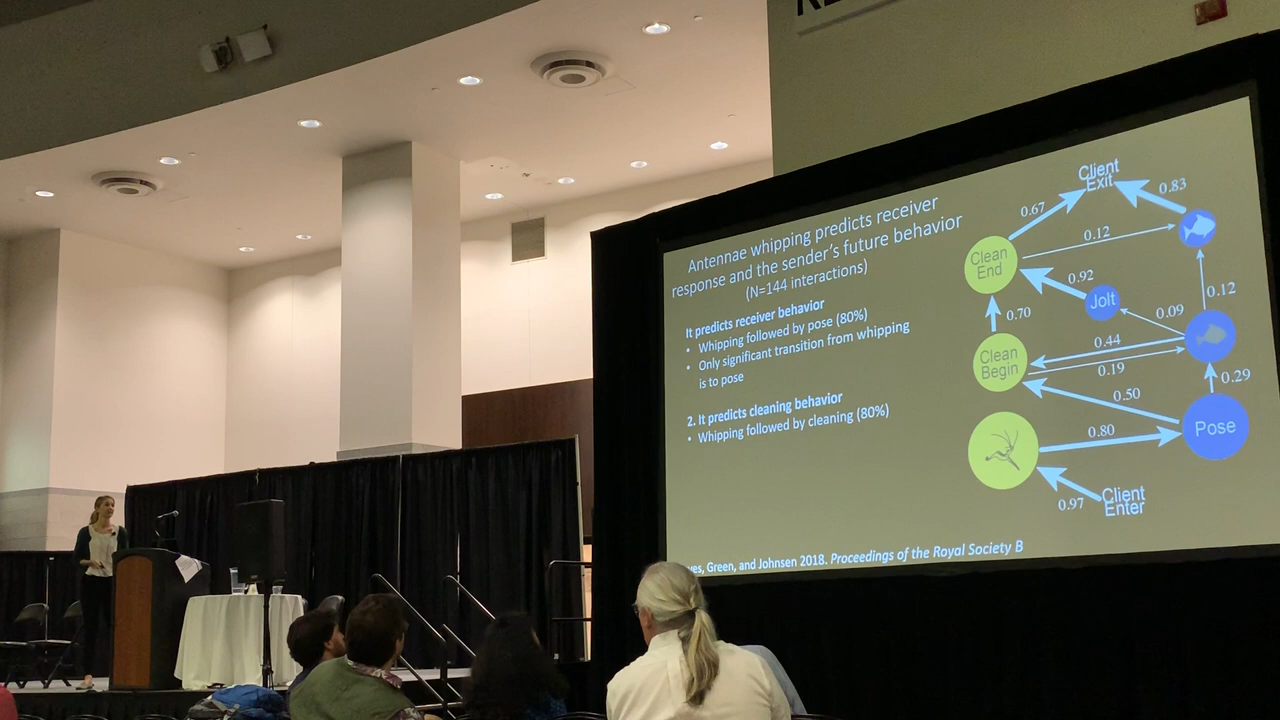 Antennae whipping predicts receiver
response and the sender's future behavior
(N=144 interactions)
It predicts receiver behavior
• Whipping followed by pose (80%)
• Only significant transition from whipping
is to pose
2. It predicts cleaning behavior
• Whipping followed by cleaning (80%)
Green, and Johnsen 2018. Proceedings of the Royal Society B
Client
Exit
0.67
0.83
0.12
Clean
End
0.92
Jolt
0.12
0.09
0.70
0.44
Clean
Begin
0.19
0.29
0.50
0.80
Pose
0.97
Client
Enter